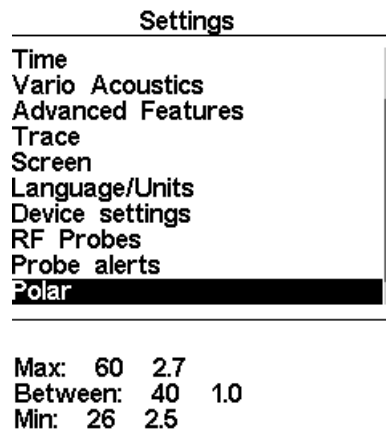 Settings
Time
Vario Acoustics
Advanced Features
Trace
Screen
Language/Units
Device settings
RF Probes
Probe alerts
Polar
Max: 60 2.7
Between: 40 1.0
Min: 26 2.5